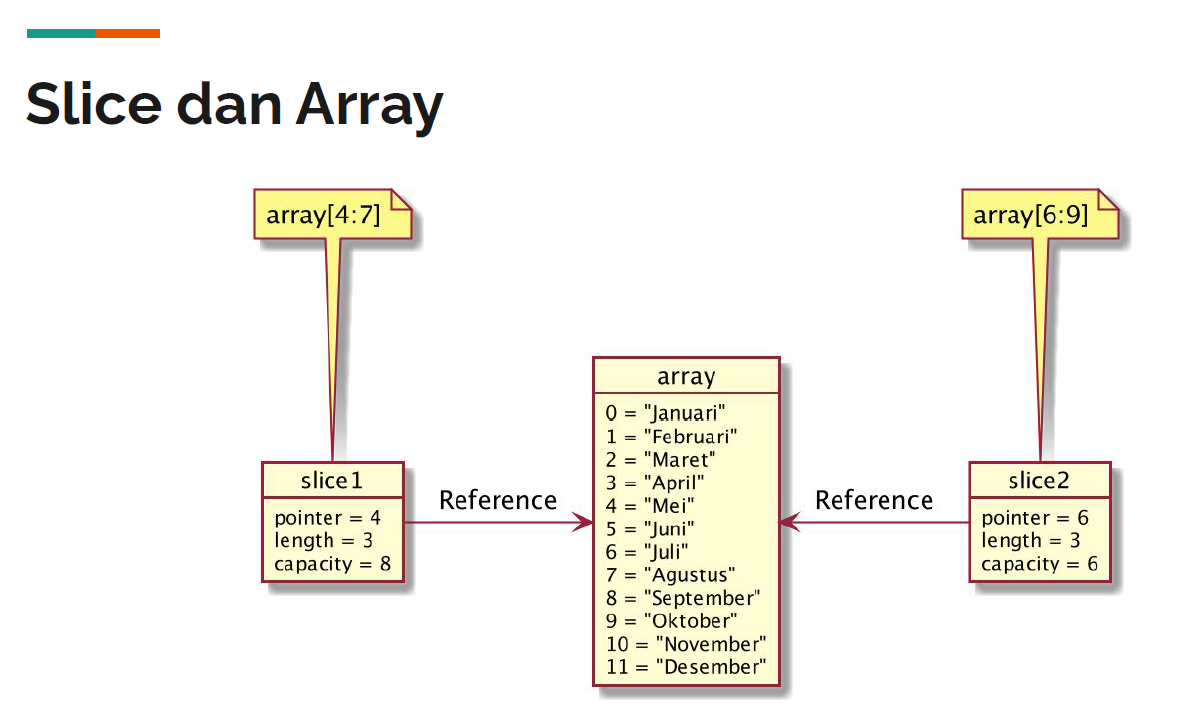 Slice dan Array
array[4:7]
array[6:9]
array
0 = "Januari"
1 = "Februari"
2 = "Maret"
3 = "April"
4 = "Mei"
5 = "Juni"
6 = "Juli"
7 = "Agustus"
8 = "September"
9 = "Oktober"
10 = "November"
11 = "Desember"
slice1
pointer = 4
length = 3
capacity = 8
Reference
Reference
slice2
pointer = 6
length = 3
capacity = 6